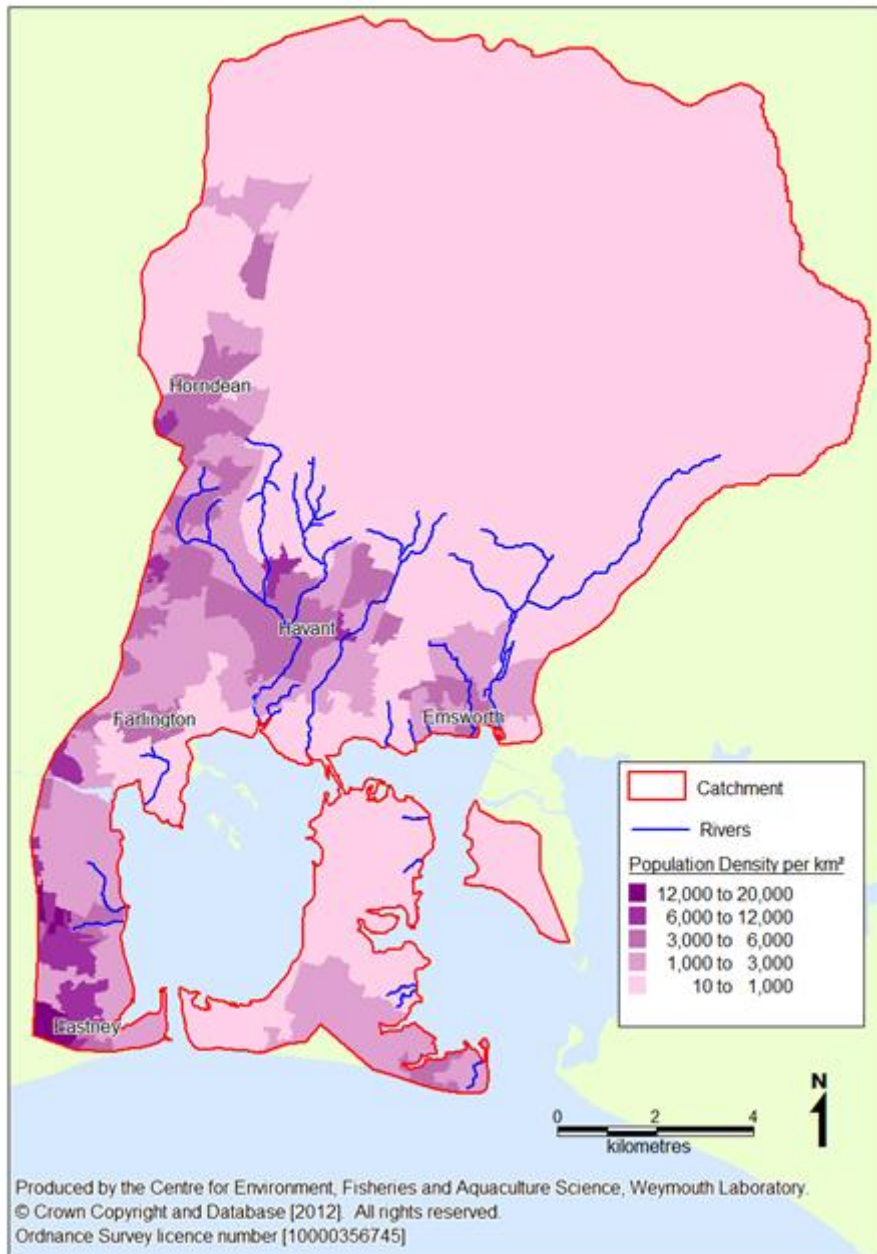 Horndean
Havant
Farlington
Emsworth
Eastney
Catchment
Rivers
Population Density per km²
12,000 to 20,000
6,000 to 12,000
3,000 to 6,000
1,000 to 3,000
10 to 1,000
N
0 2 4
kilometres
Produced by the Centre for Environment, Fisheries and Aquaculture Science, Weymouth Laboratory.
© Crown Copyright and Database [2012]. All rights reserved.
Ordnance Survey licence number [10000356745]